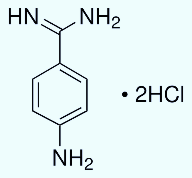 HN NH₂
• 2HCl
NH₂